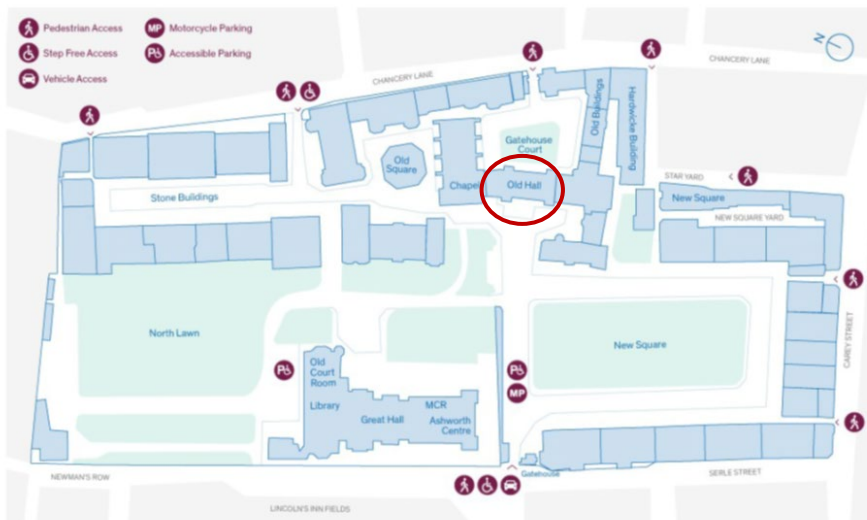 Pedestrian Access
MP Motorcycle Parking
Step Free Access
P Accessible Parking
Vehicle Access
N
CHANCERY LANE
CHANCERY LANE
Old Buildings
Hardwicke Building
Gatehouse
Court
Old
Square
Chapel
Old Hall
STAR YARD
New Square
NEW SQUARE YARD
Stone Buildings
CAREY STREET
North Lawn
New Square
P
Old
Court
Room
P
MP
Library
MCR
Great Hall
Ashworth
Centre
Gatehouse
SERLE STREET
NEWMAN'S ROW
LINCOLN'S INN FIELDS